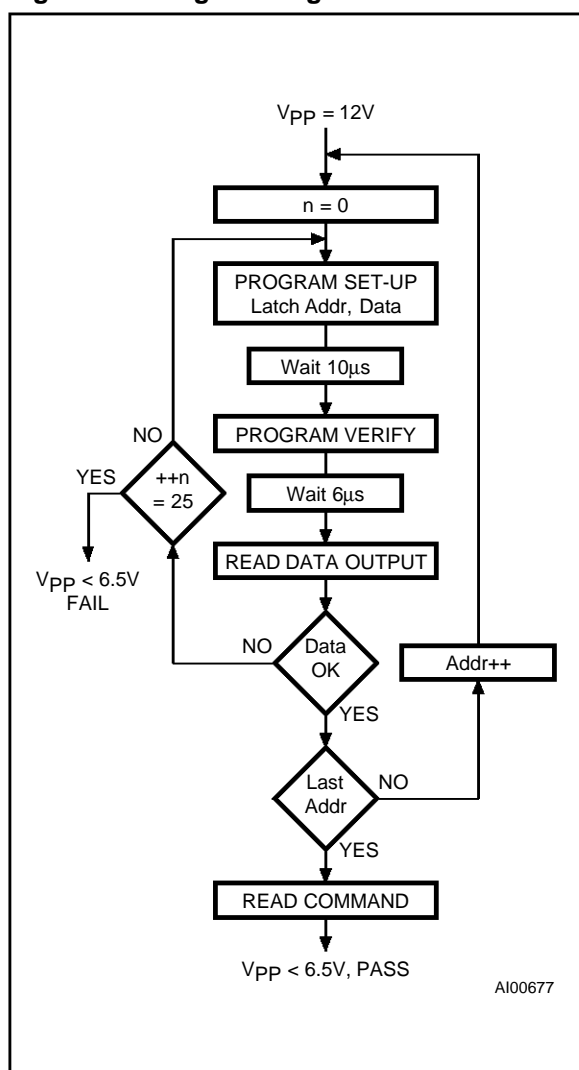 V_PP = 12V
n = 0
PROGRAM SET-UP
Latch Addr, Data
Wait 10µs
PROGRAM VERIFY
Wait 6µs
READ DATA OUTPUT
NO
++n
= 25
YES
V_PP < 6.5V
FAIL
NO
Data
OK
YES
Addr++
Last
Addr
NO
YES
READ COMMAND
V_PP < 6.5V, PASS
AI00677